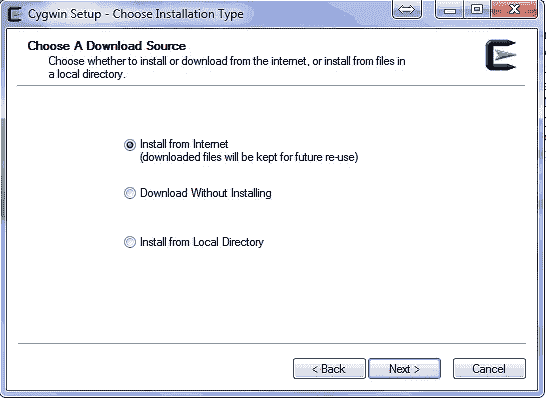 Cygwin Setup - Choose Installation Type
Choose A Download Source
Choose whether to install or download from the internet, or install from files in
a local directory.
Install from Internet
(downloaded files will be kept for future re-use)
Download Without Installing
Install from Local Directory
< Back
Next >
Cancel